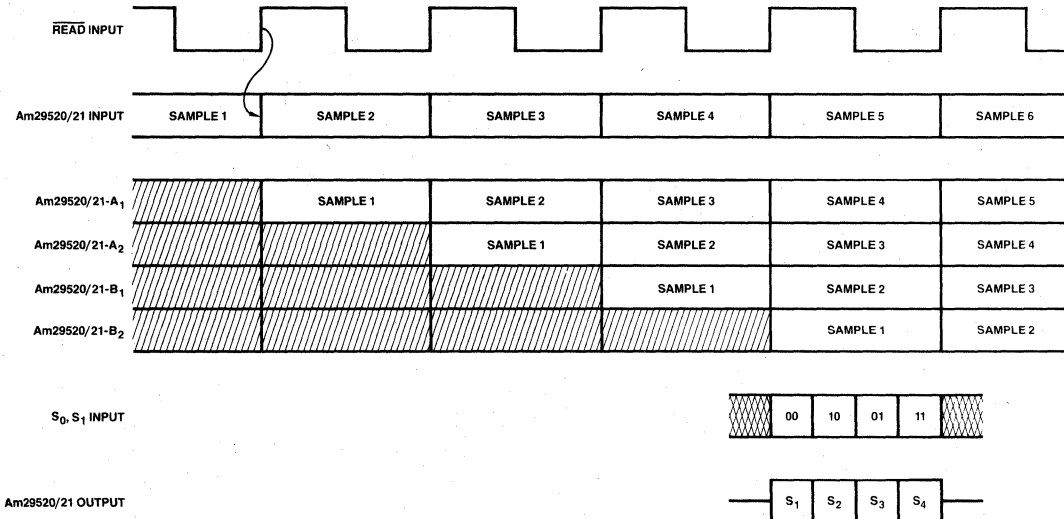 READ INPUT
Am29520/21 INPUT SAMPLE 1 SAMPLE 2 SAMPLE 3 SAMPLE 4 SAMPLE 5 SAMPLE 6
Am29520/21-A1 SAMPLE 1 SAMPLE 2 SAMPLE 3 SAMPLE 4 SAMPLE 5
Am29520/21-A2 SAMPLE 1 SAMPLE 2 SAMPLE 3 SAMPLE 4
Am29520/21-B1 SAMPLE 1 SAMPLE 2 SAMPLE 3
Am29520/21-B2 SAMPLE 1 SAMPLE 2
S0, S1 INPUT 00 10 01 11
Am29520/21 OUTPUT S1 S2 S3 S4